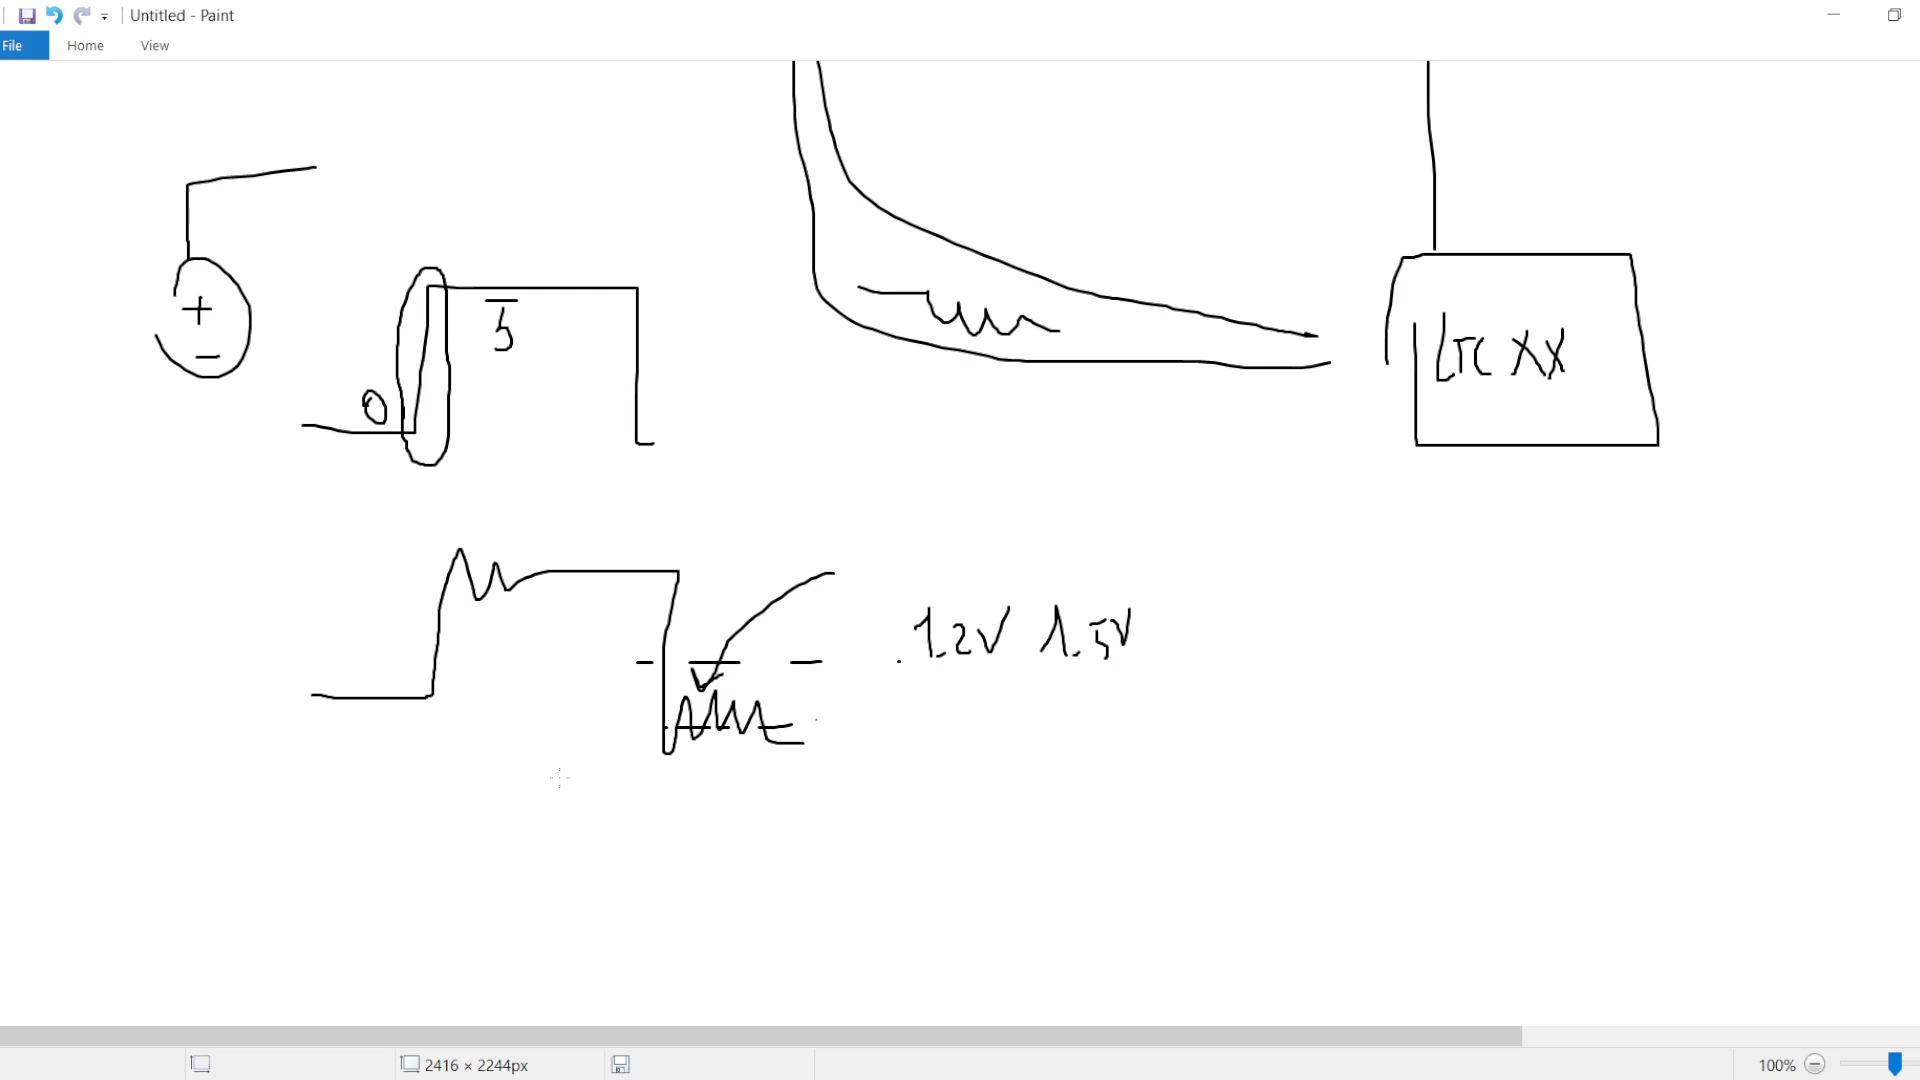 Untitled - Paint
File Home View
+
-
5
0
LTC XX
1.2V 1.5V
2416 × 2244px
100%